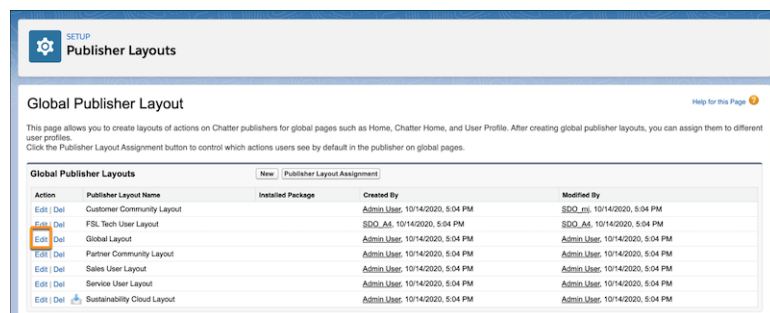 SETUP
Publisher Layouts
Global Publisher Layout
Help for this Page ?
This page allows you to create layouts of actions on Chatter publishers for global pages such as Home, Chatter Home, and User Profile. After creating global publisher layouts, you can assign them to different
user profiles.
Click the Publisher Layout Assignment button to control which actions users see by default in the publisher on global pages.
Global Publisher Layouts New Publisher Layout Assignment
Action Publisher Layout Name Installed Package Created By Modified By
Edit | Del Customer Community Layout Admin User, 10/14/2020, 5:04 PM SDO_mj, 10/14/2020, 5:04 PM
Edit | Del FSL Tech User Layout SDO_A4, 10/14/2020, 5:04 PM SDO_A4, 10/14/2020, 5:04 PM
Edit | Del Global Layout Admin User, 10/14/2020, 5:04 PM Admin User, 10/14/2020, 5:04 PM
Edit | Del Partner Community Layout Admin User, 10/14/2020, 5:04 PM Admin User, 10/14/2020, 5:04 PM
Edit | Del Sales User Layout Admin User, 10/14/2020, 5:04 PM Admin User, 10/14/2020, 5:04 PM
Edit | Del Service User Layout Admin User, 10/14/2020, 5:04 PM Admin User, 10/14/2020, 5:04 PM
Edit | Del Sustainability Cloud Layout Admin User, 10/14/2020, 5:04 PM Admin User, 10/14/2020, 5:04 PM